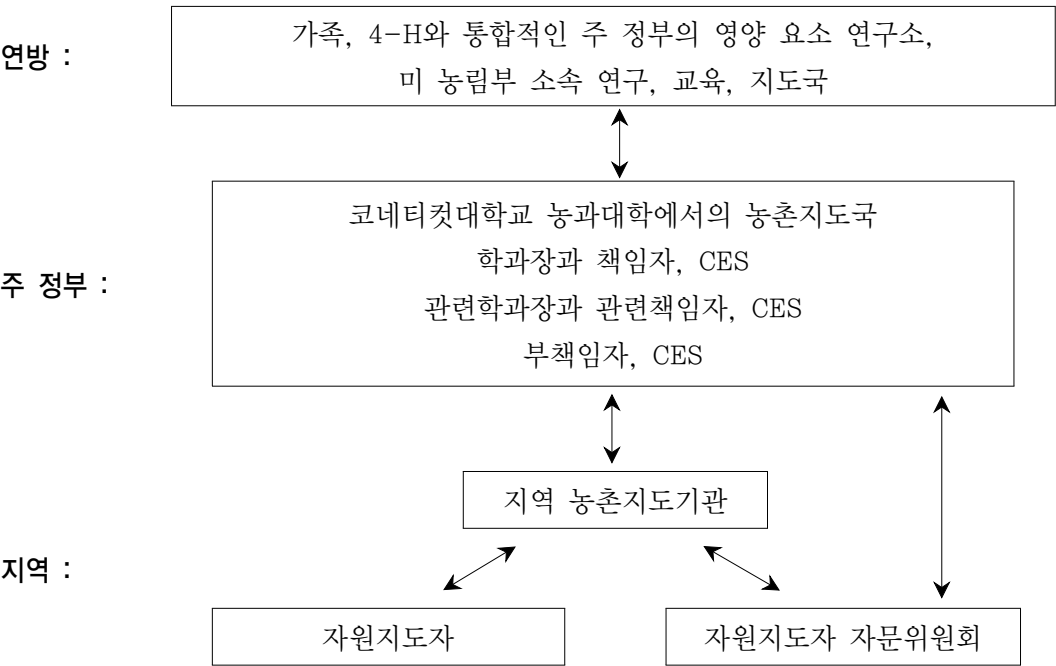 연방 :
가족, 4-H와 통합적인 주 정부의 영양 요소 연구소,
미 농림부 소속 연구, 교육, 지도국
주 정부 :
코네티컷대학교 농과대학에서의 농촌지도국
학과장과 책임자, CES
관련학과장과 관련책임자, CES
부책임자, CES
지역 :
지역 농촌지도기관
자원지도자
자원지도자 자문위원회